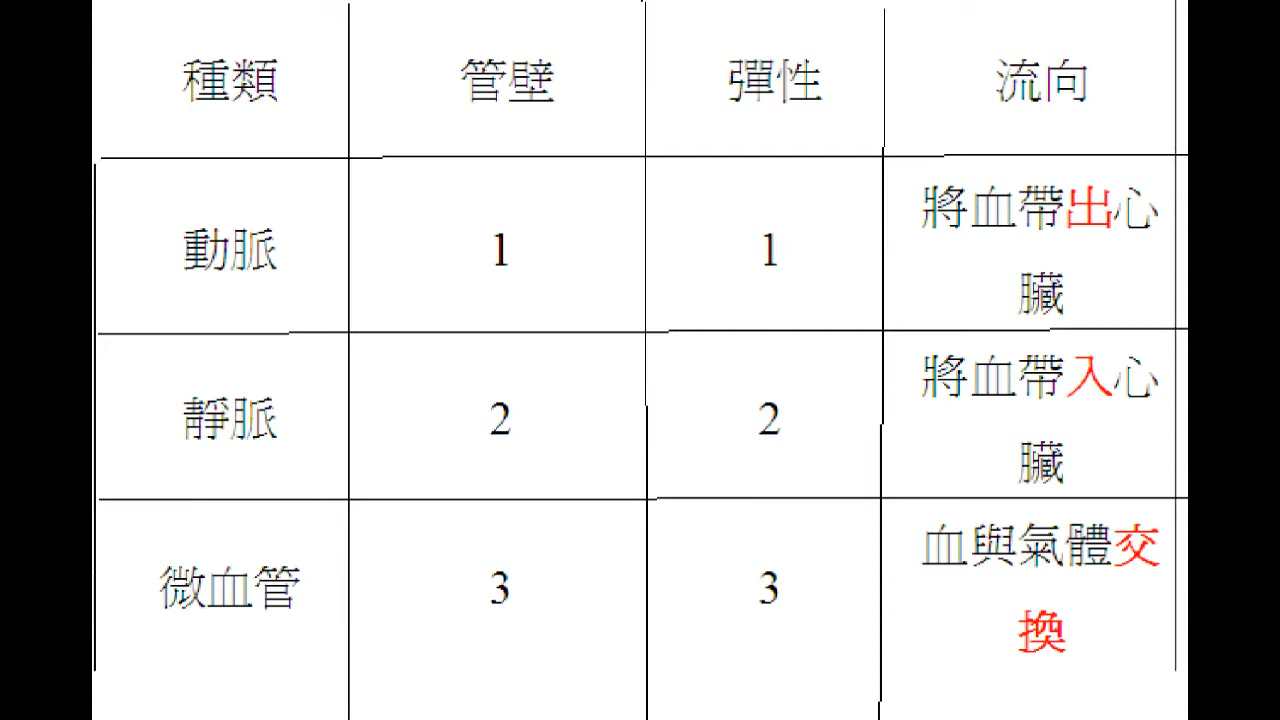 種類 管壁 彈性 流向
動脈 1 1 將血帶出心
臟
靜脈 2 2 將血帶入心
臟
微血管 3 3 血與氣體交
換